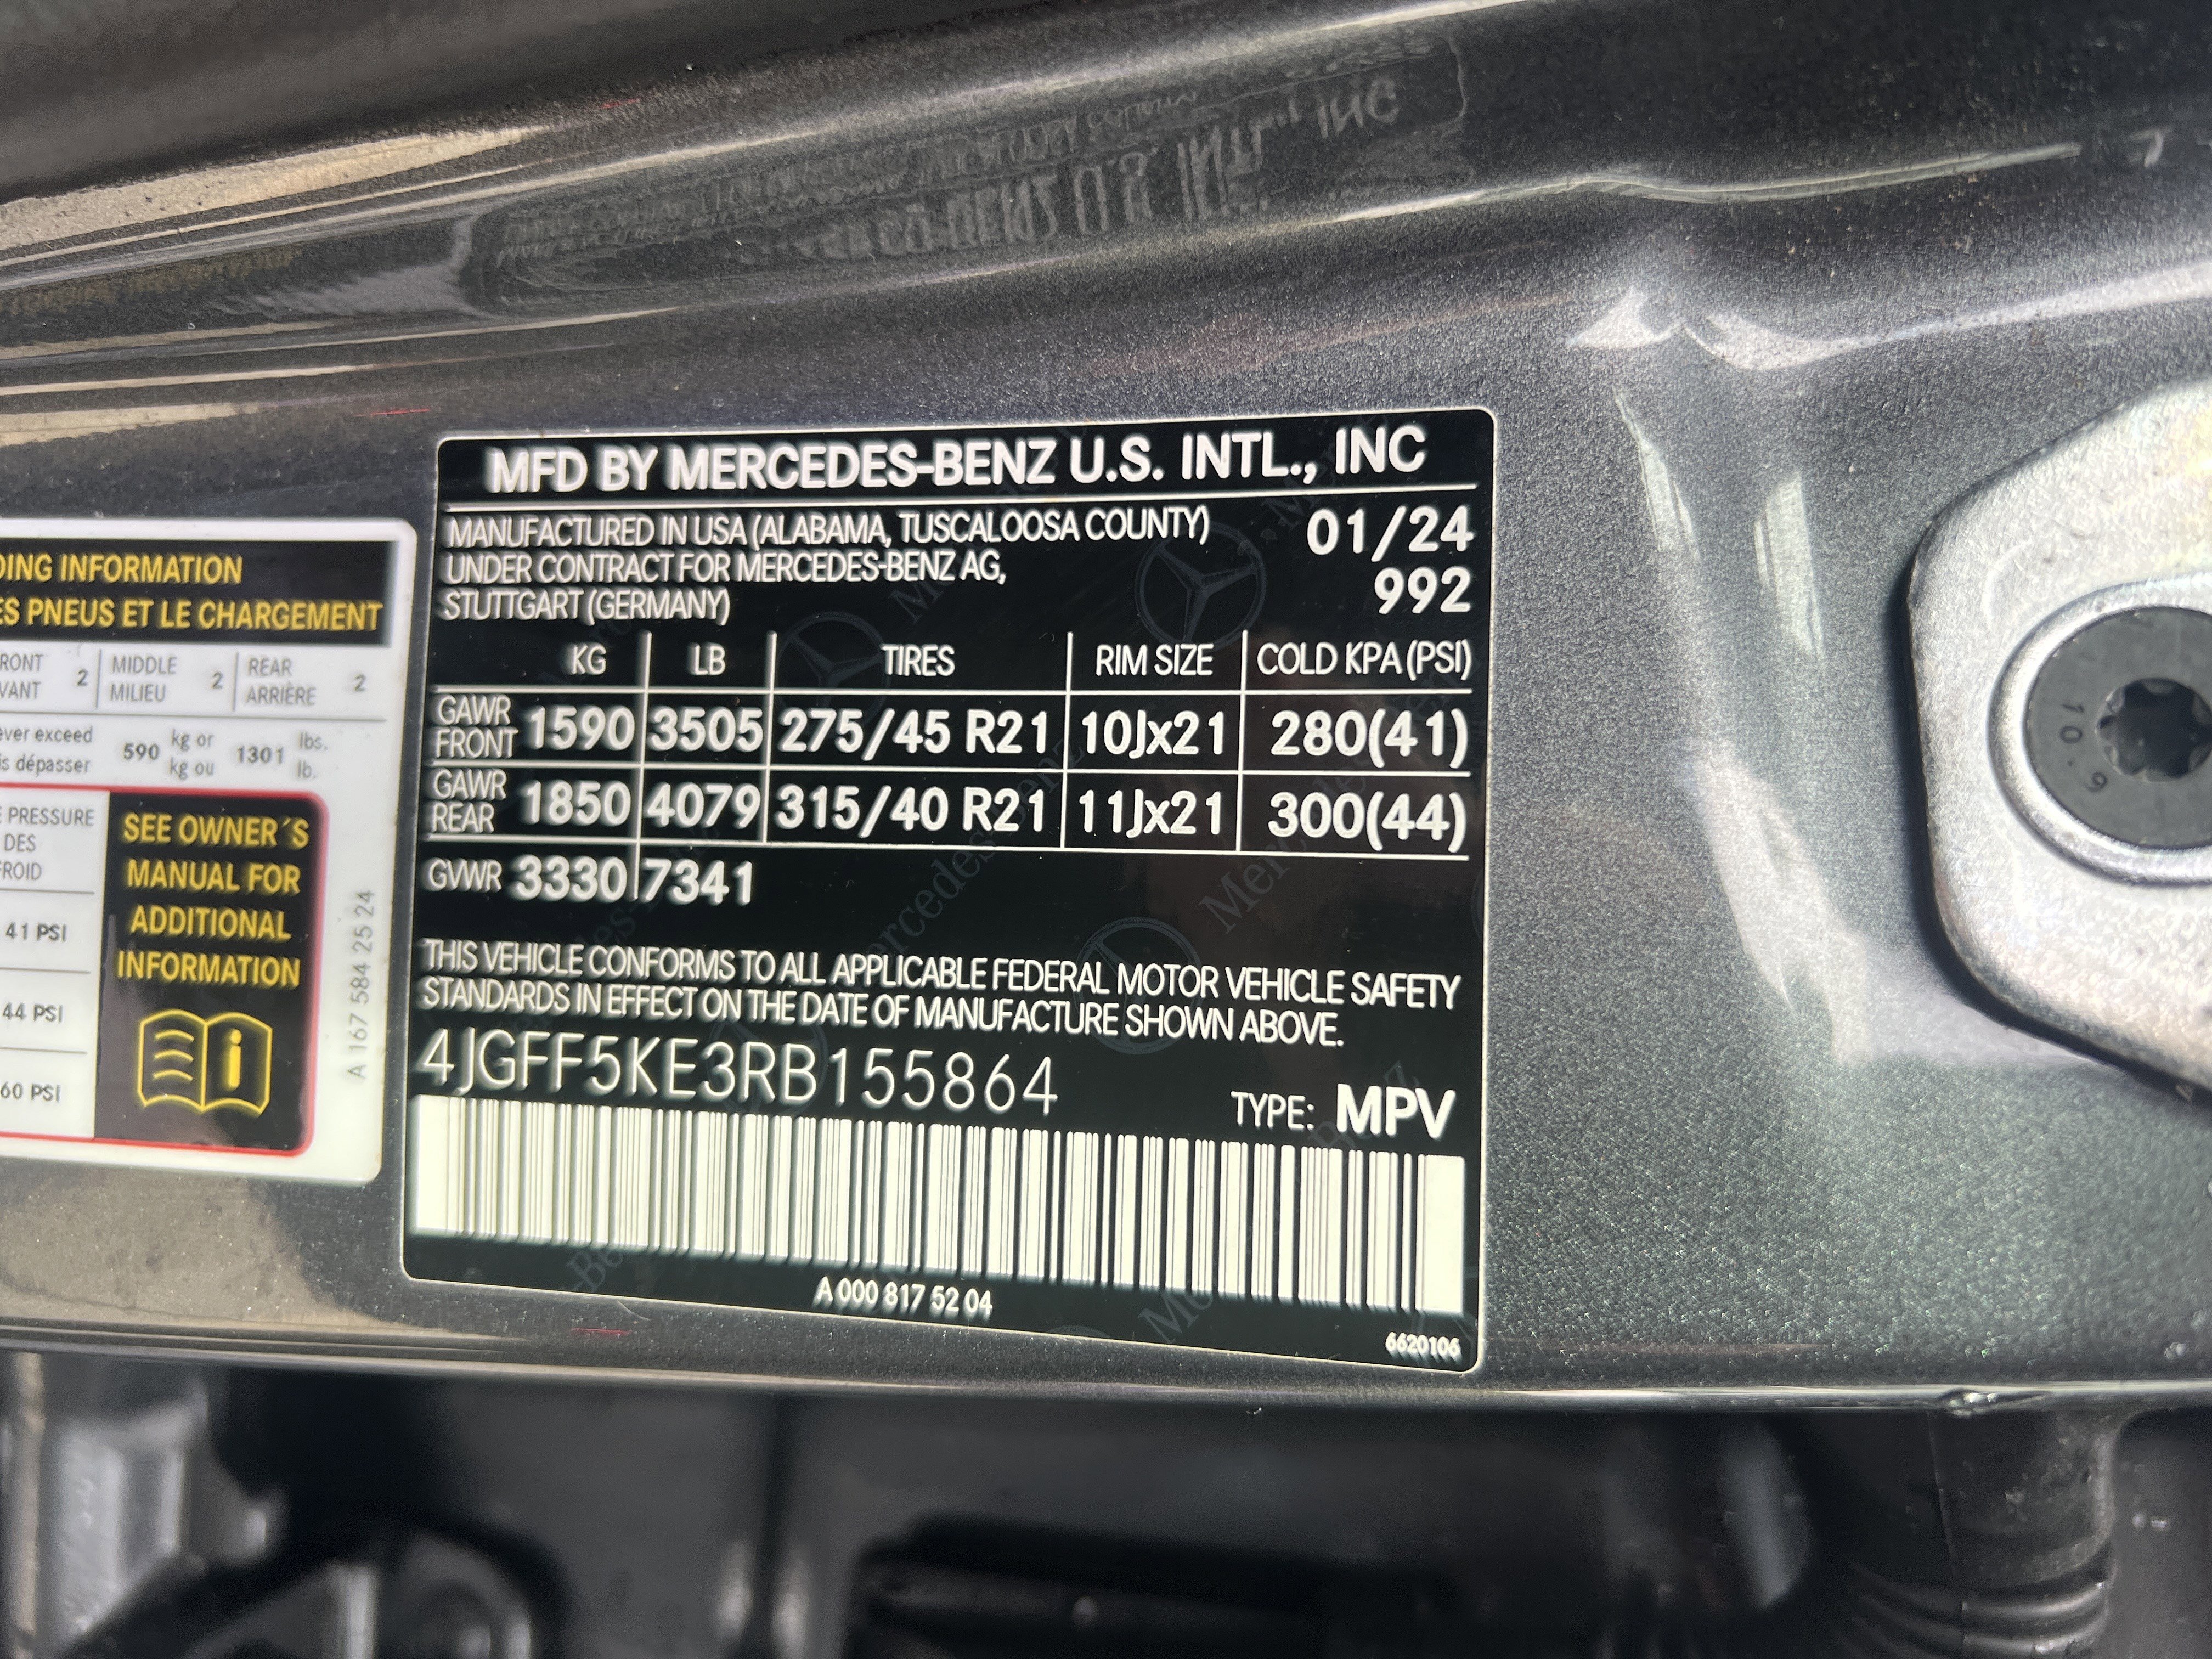 DING INFORMATION
ES PNEUS ET LE CHARGEMENT
RONT
VANT
2
MIDDLE
MILIEU
2
REAR
ARRIÈRE
2
ever exceed
is dépasser
590
kg or
kg ou
1301
lbs.
lb.
PRESSURE
DES
FROID
41 PSI
44 PSI
60 PSI
SEE OWNER´S
MANUAL FOR
ADDITIONAL
INFORMATION
i
A 167 584 25 24
MFD BY MERCEDES-BENZ U.S. INTL., INC
MANUFACTURED IN USA (ALABAMA, TUSCALOOSA COUNTY) 01/24
UNDER CONTRACT FOR MERCEDES-BENZ AG, 992
STUTTGART (GERMANY)
KG LB TIRES RIM SIZE COLD KPA (PSI)
GAWR FRONT 1590 3505 275/45 R21 10Jx21 280(41)
GAWR REAR 1850 4079 315/40 R21 11Jx21 300(44)
GVWR 3330 7341
THIS VEHICLE CONFORMS TO ALL APPLICABLE FEDERAL MOTOR VEHICLE SAFETY
STANDARDS IN EFFECT ON THE DATE OF MANUFACTURE SHOWN ABOVE.
4JGFF5KE3RB155864
TYPE: MPV
A 000 817 52 04
6620106
10.9